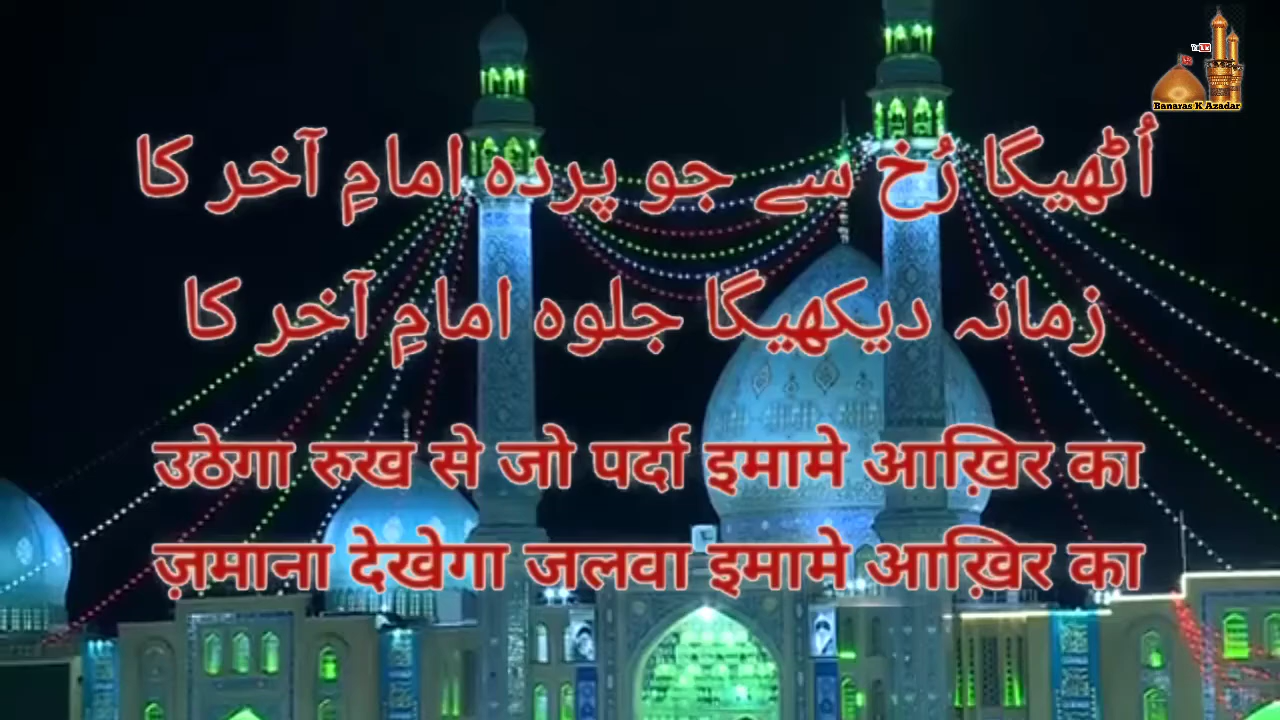 Banaras K Azadar
اُٹھیگا رُخ سے جو پردہ امامِ آخر کا
زمانہ دیکھیگا جلوہ امامِ آخر کا
उठेगा रुख से जो पर्दा इमामे आख़िर का
ज़माना देखेगा जलवा इमामे आख़िर का